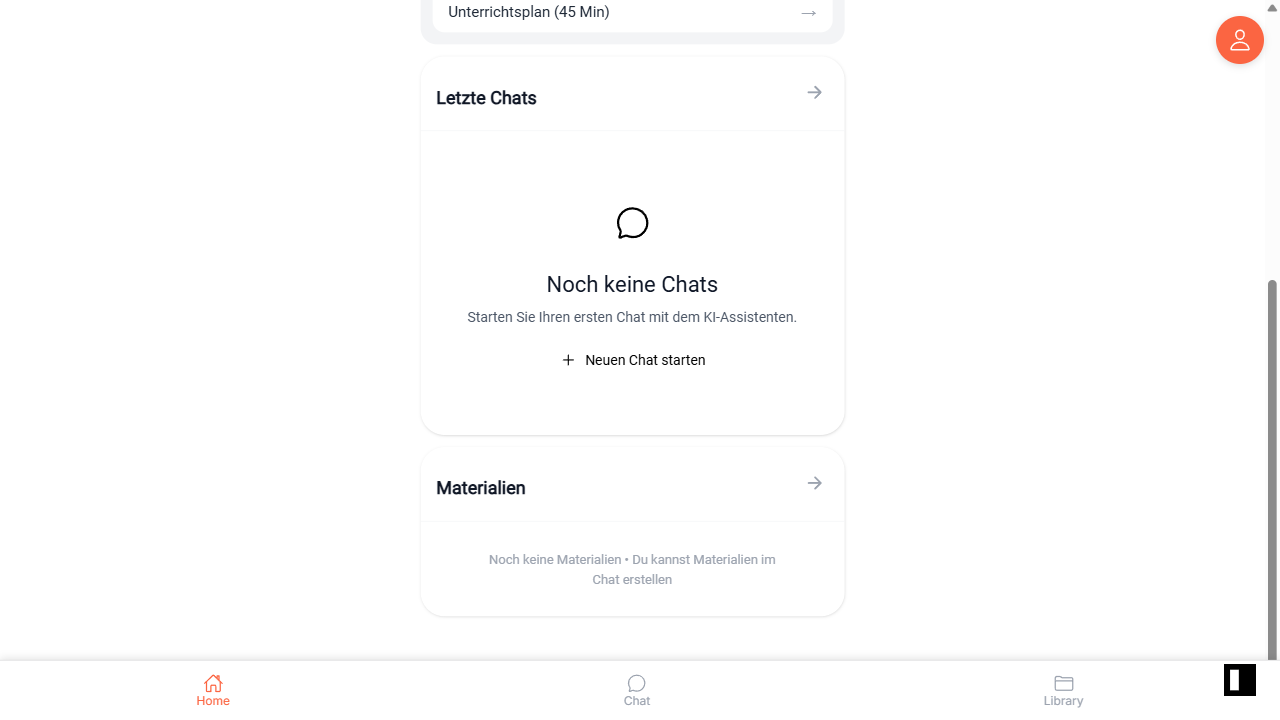 Unterrichtsplan (45 Min) →
Letzte Chats
Noch keine Chats
Starten Sie Ihren ersten Chat mit dem KI-Assistenten.
+ Neuen Chat starten
Materialien
Noch keine Materialien • Du kannst Materialien im
Chat erstellen
Home
Chat
Library